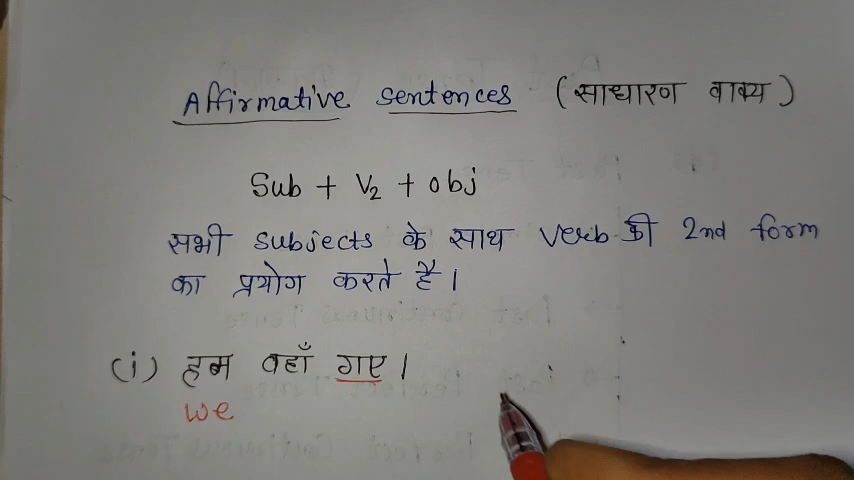 Affirmative sentences (साधारण वाक्य)
Sub + V2 + obj
सभी subjects के साथ verb की 2nd form
का प्रयोग करते है।
(i) हम वहाँ गए।
we